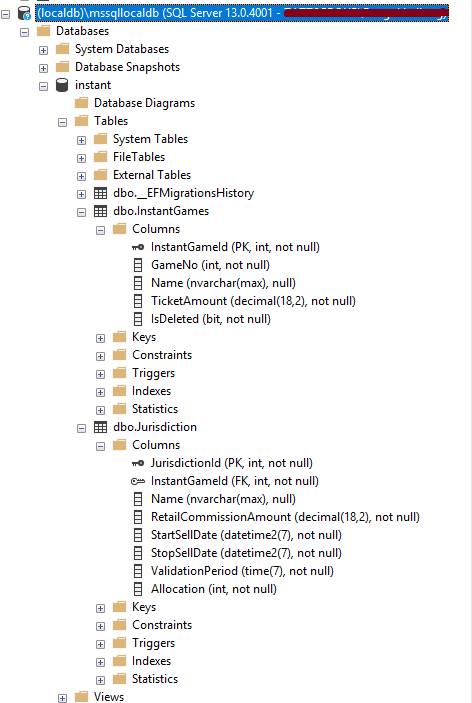 (localdb)\mssqllocaldb (SQL Server 13.0.4001 -
Databases
System Databases
Database Snapshots
instant
Database Diagrams
Tables
System Tables
FileTables
External Tables
dbo.__EFMigrationsHistory
dbo.InstantGames
Columns
InstantGameId (PK, int, not null)
GameNo (int, not null)
Name (nvarchar(max), null)
TicketAmount (decimal(18,2), not null)
IsDeleted (bit, not null)
Keys
Constraints
Triggers
Indexes
Statistics
dbo.Jurisdiction
Columns
JurisdictionId (PK, int, not null)
InstantGameId (FK, int, not null)
Name (nvarchar(max), null)
RetailCommissionAmount (decimal(18,2), not null)
StartSellDate (datetime2(7), not null)
StopSellDate (datetime2(7), not null)
ValidationPeriod (time(7), not null)
Allocation (int, not null)
Keys
Constraints
Triggers
Indexes
Statistics
Views